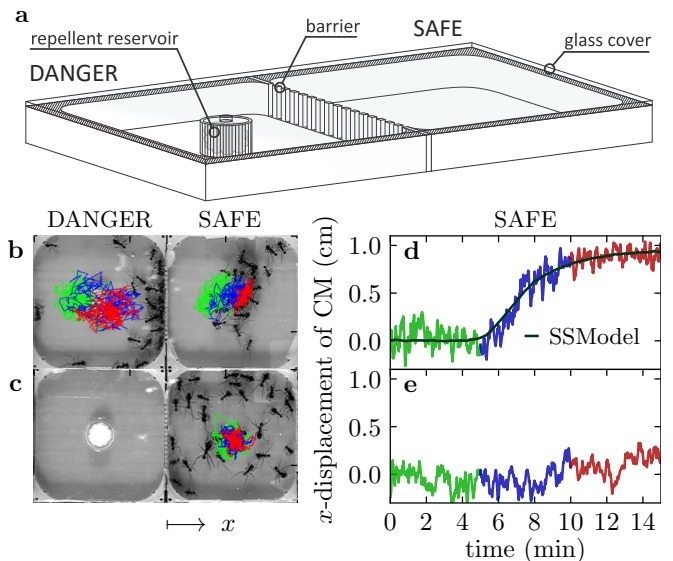 a
repellent reservoir
barrier
SAFE
glass cover
DANGER
DANGER SAFE SAFE
b
c
x
x-displacement of CM (cm)
d
1.0
0.5
0.0
SSModel
e
1.0
0.5
0.0
0 2 4 6 8 10 12 14
time (min)